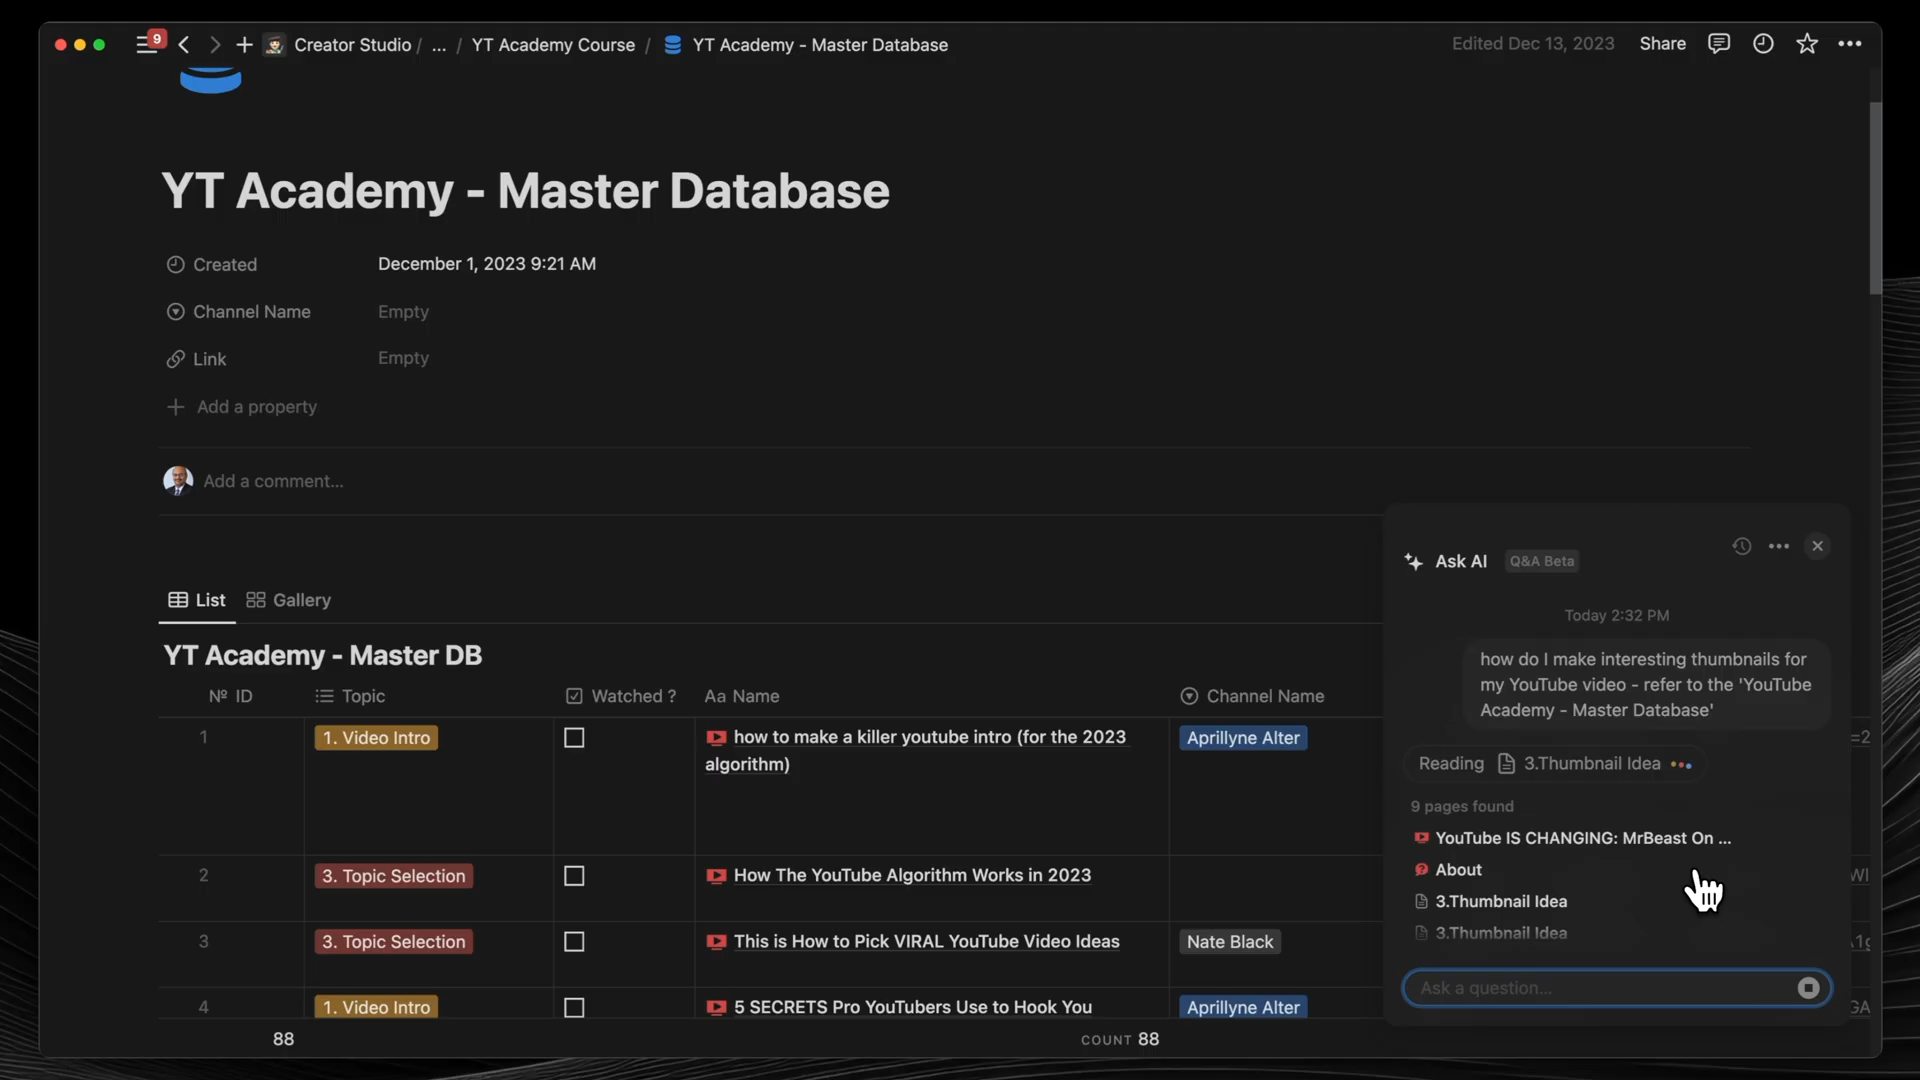 9
Creator Studio / ... / YT Academy Course / YT Academy - Master Database
Edited Dec 13, 2023 Share
YT Academy - Master Database
Created December 1, 2023 9:21 AM
Channel Name Empty
Link Empty
Add a property
Add a comment...
List Gallery
YT Academy - Master DB
Nº ID Topic Watched ? Aa Name Channel Name
1 1. Video Intro how to make a killer youtube intro (for the 2023
algorithm) Aprillyne Alter
2 3. Topic Selection How The YouTube Algorithm Works in 2023
3 3. Topic Selection This is How to Pick VIRAL YouTube Video Ideas Nate Black
4 1. Video Intro 5 SECRETS Pro YouTubers Use to Hook You Aprillyne Alter
88 COUNT 88
Ask AI Q&A Beta
Today 2:32 PM
how do I make interesting thumbnails for
my YouTube video - refer to the 'YouTube
Academy - Master Database'
Reading 3.Thumbnail Idea
9 pages found
YouTube IS CHANGING: MrBeast On ...
About
3.Thumbnail Idea
3.Thumbnail Idea
Ask a question...